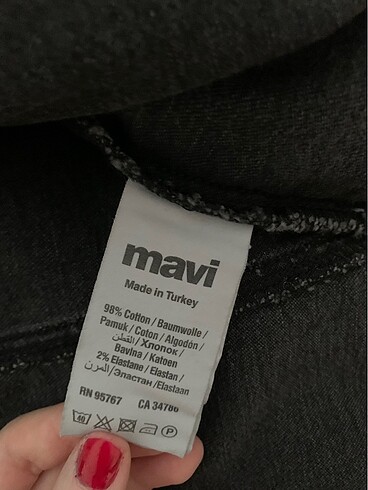 mavi
Made in Turkey
98% Cotton / Baumwolle /
Pamuk / Coton / Algodón /
القطن / Хлопок /
Bavlna / Katoen
2% Elastane / Elastan /
المرن / Эластан / Elastaan
RN 95767 CA 34786
40 P